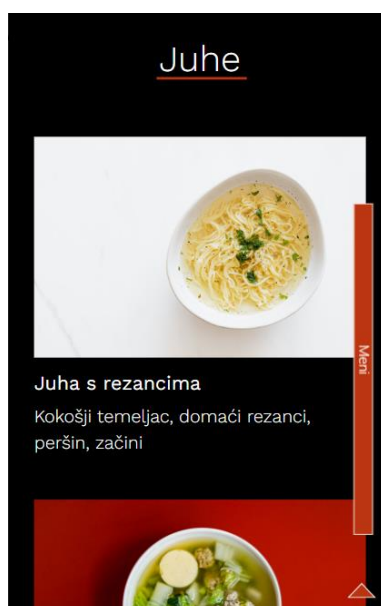 Juhe
Juha s rezancima
Kokošji temeljac, domaći rezanci,
peršin, začini
Meni